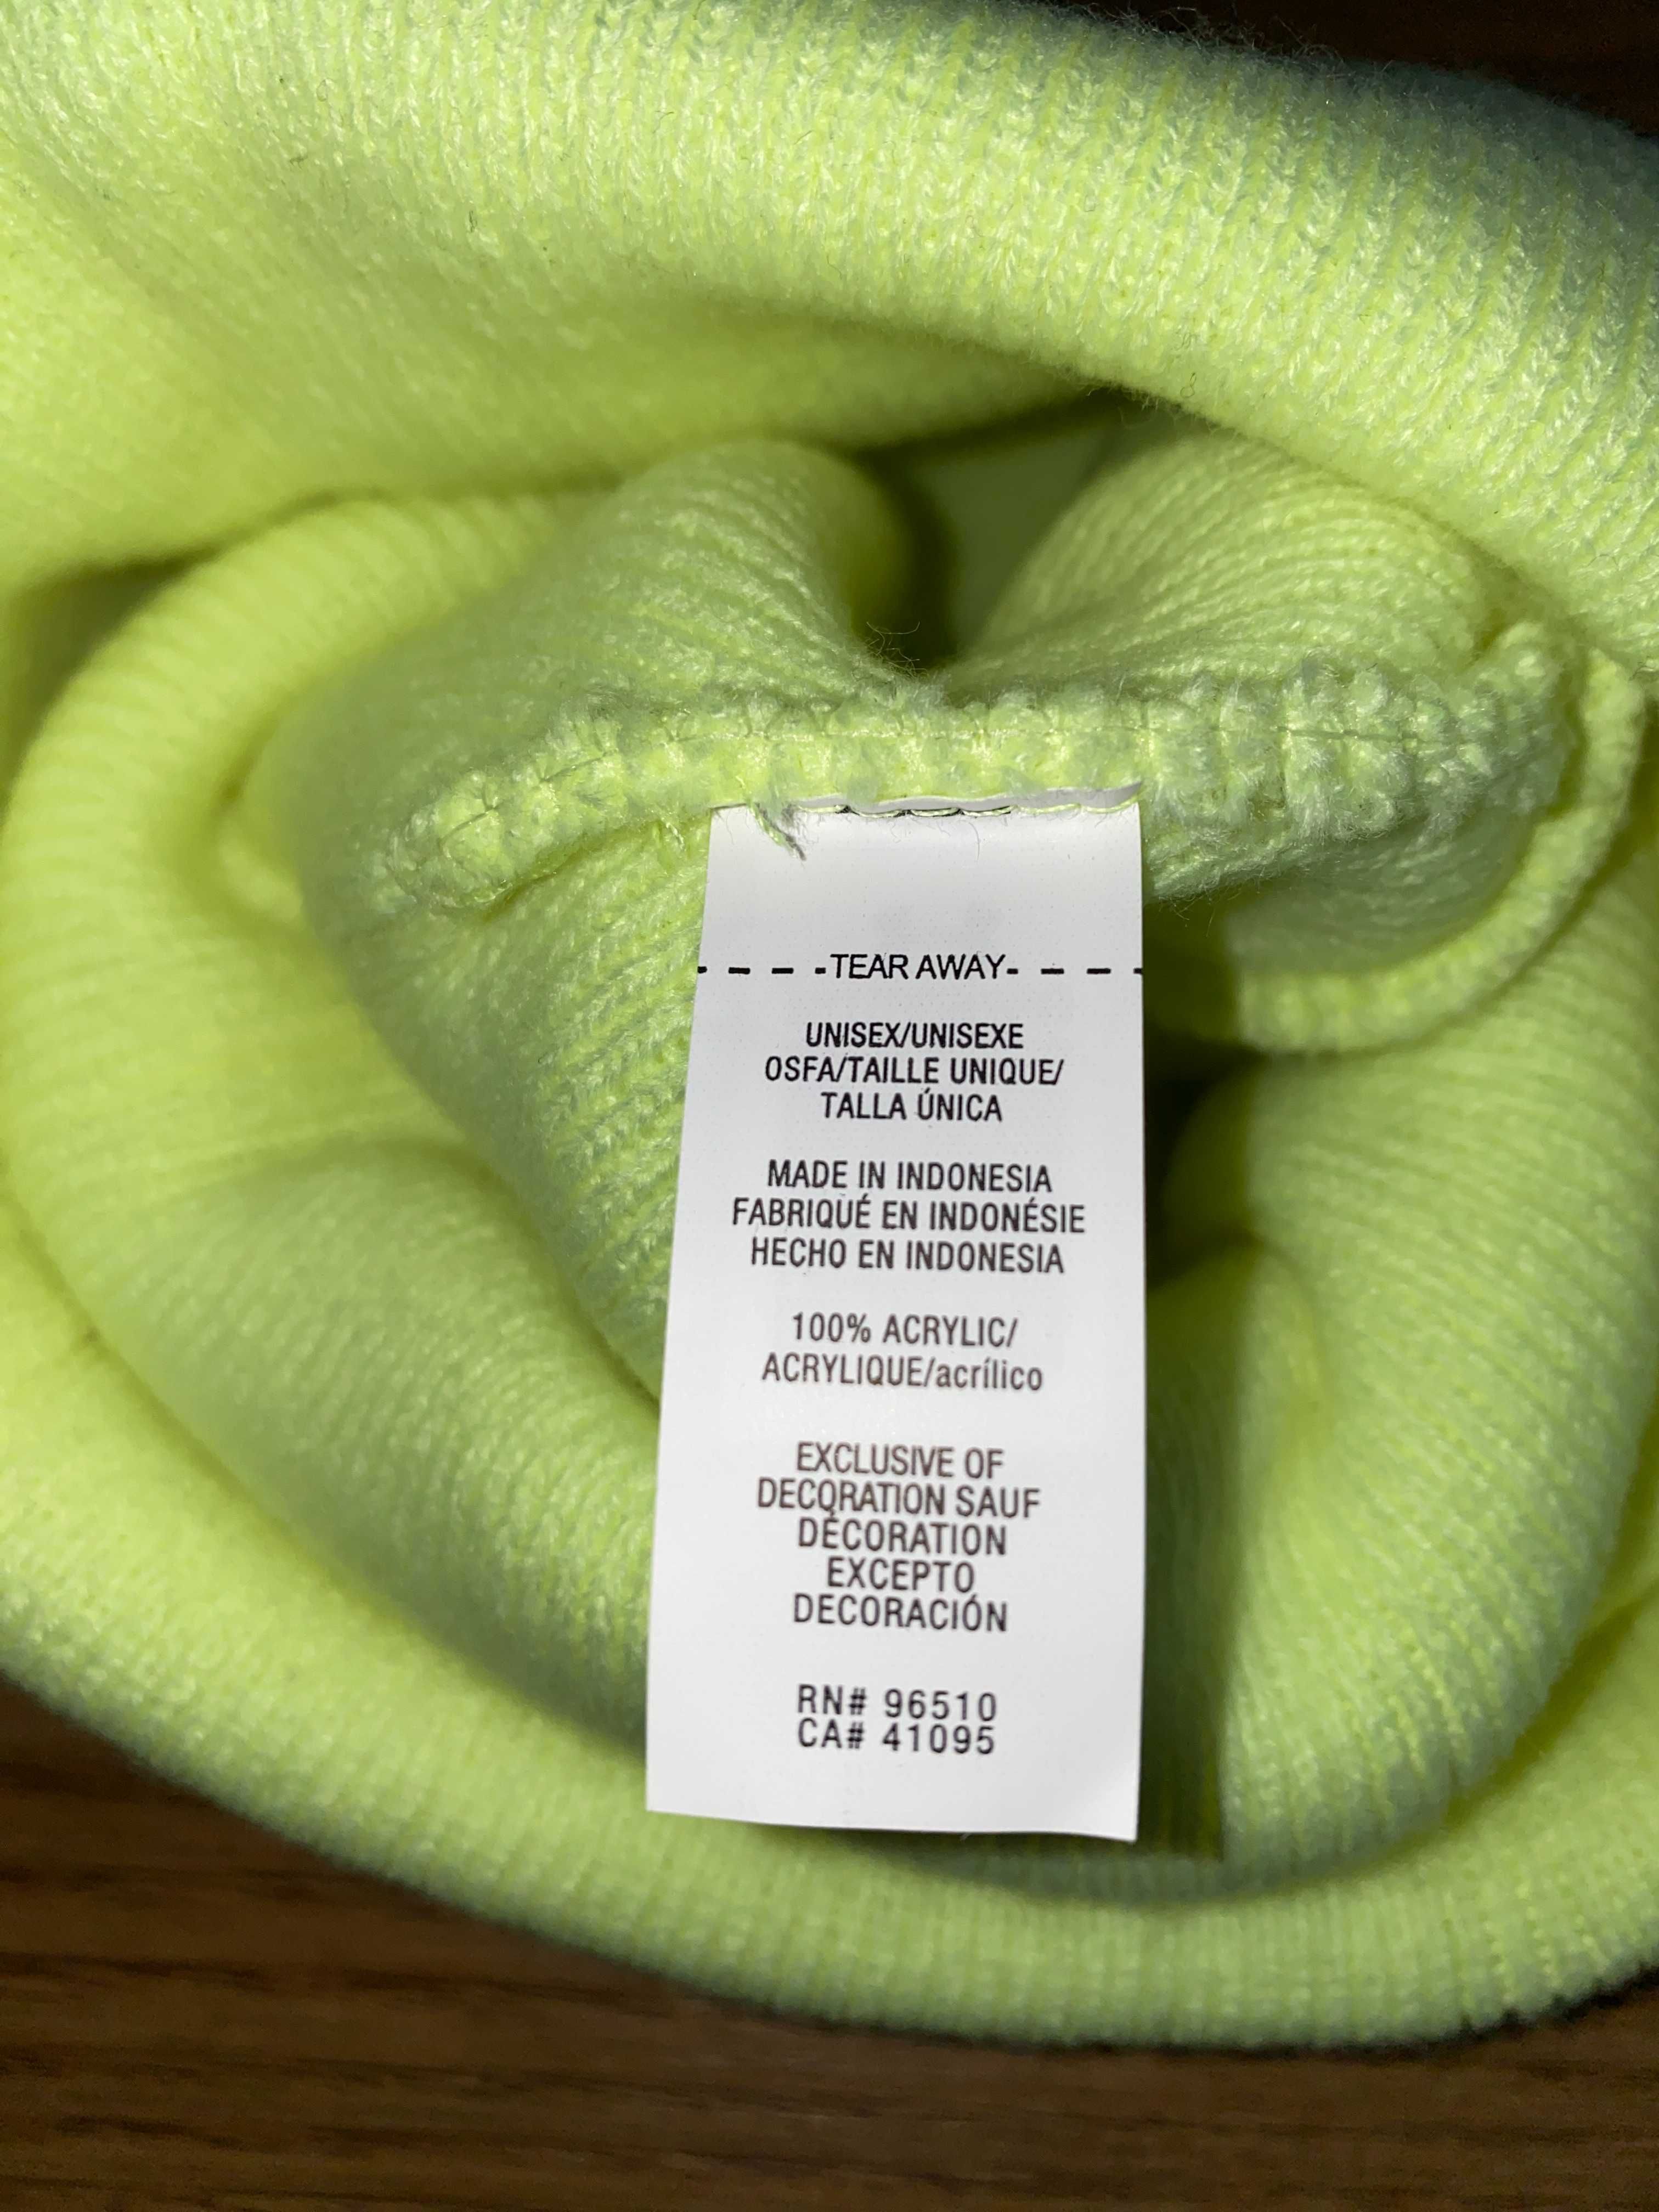 - - - -TEAR AWAY- - - -
UNISEX/UNISEXE
OSFA/TAILLE UNIQUE/
TALLA ÚNICA
MADE IN INDONESIA
FABRIQUÉ EN INDONÉSIE
HECHO EN INDONESIA
100% ACRYLIC/
ACRYLIQUE/acrílico
EXCLUSIVE OF
DECORATION SAUF
DÉCORATION
EXCEPTO
DECORACIÓN
RN# 96510
CA# 41095